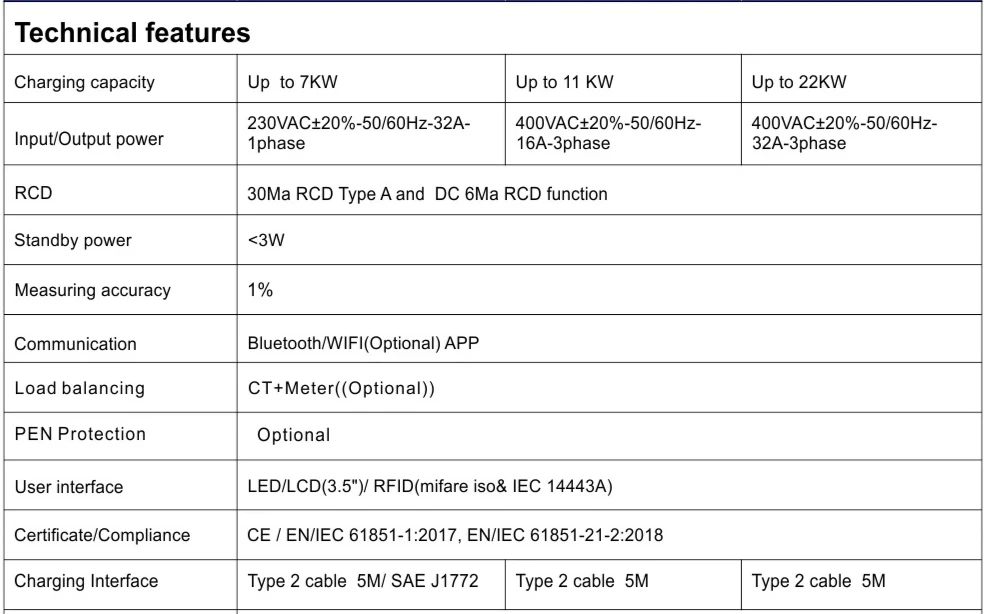 Technical features
Charging capacity
Up to 7KW
Up to 11 KW
Up to 22KW
Input/Output power
230VAC±20%-50/60Hz-32A-
1phase
400VAC±20%-50/60Hz-
16A-3phase
400VAC±20%-50/60Hz-
32A-3phase
RCD
30Ma RCD Type A and DC 6Ma RCD function
Standby power
<3W
Measuring accuracy
1%
Communication
Bluetooth/WIFI(Optional) APP
Load balancing
CT+Meter((Optional))
PEN Protection
Optional
User interface
LED/LCD(3.5")/ RFID(mifare iso& IEC 14443A)
Certificate/Compliance
CE / EN/IEC 61851-1:2017, EN/IEC 61851-21-2:2018
Charging Interface
Type 2 cable 5M/ SAE J1772
Type 2 cable 5M
Type 2 cable 5M